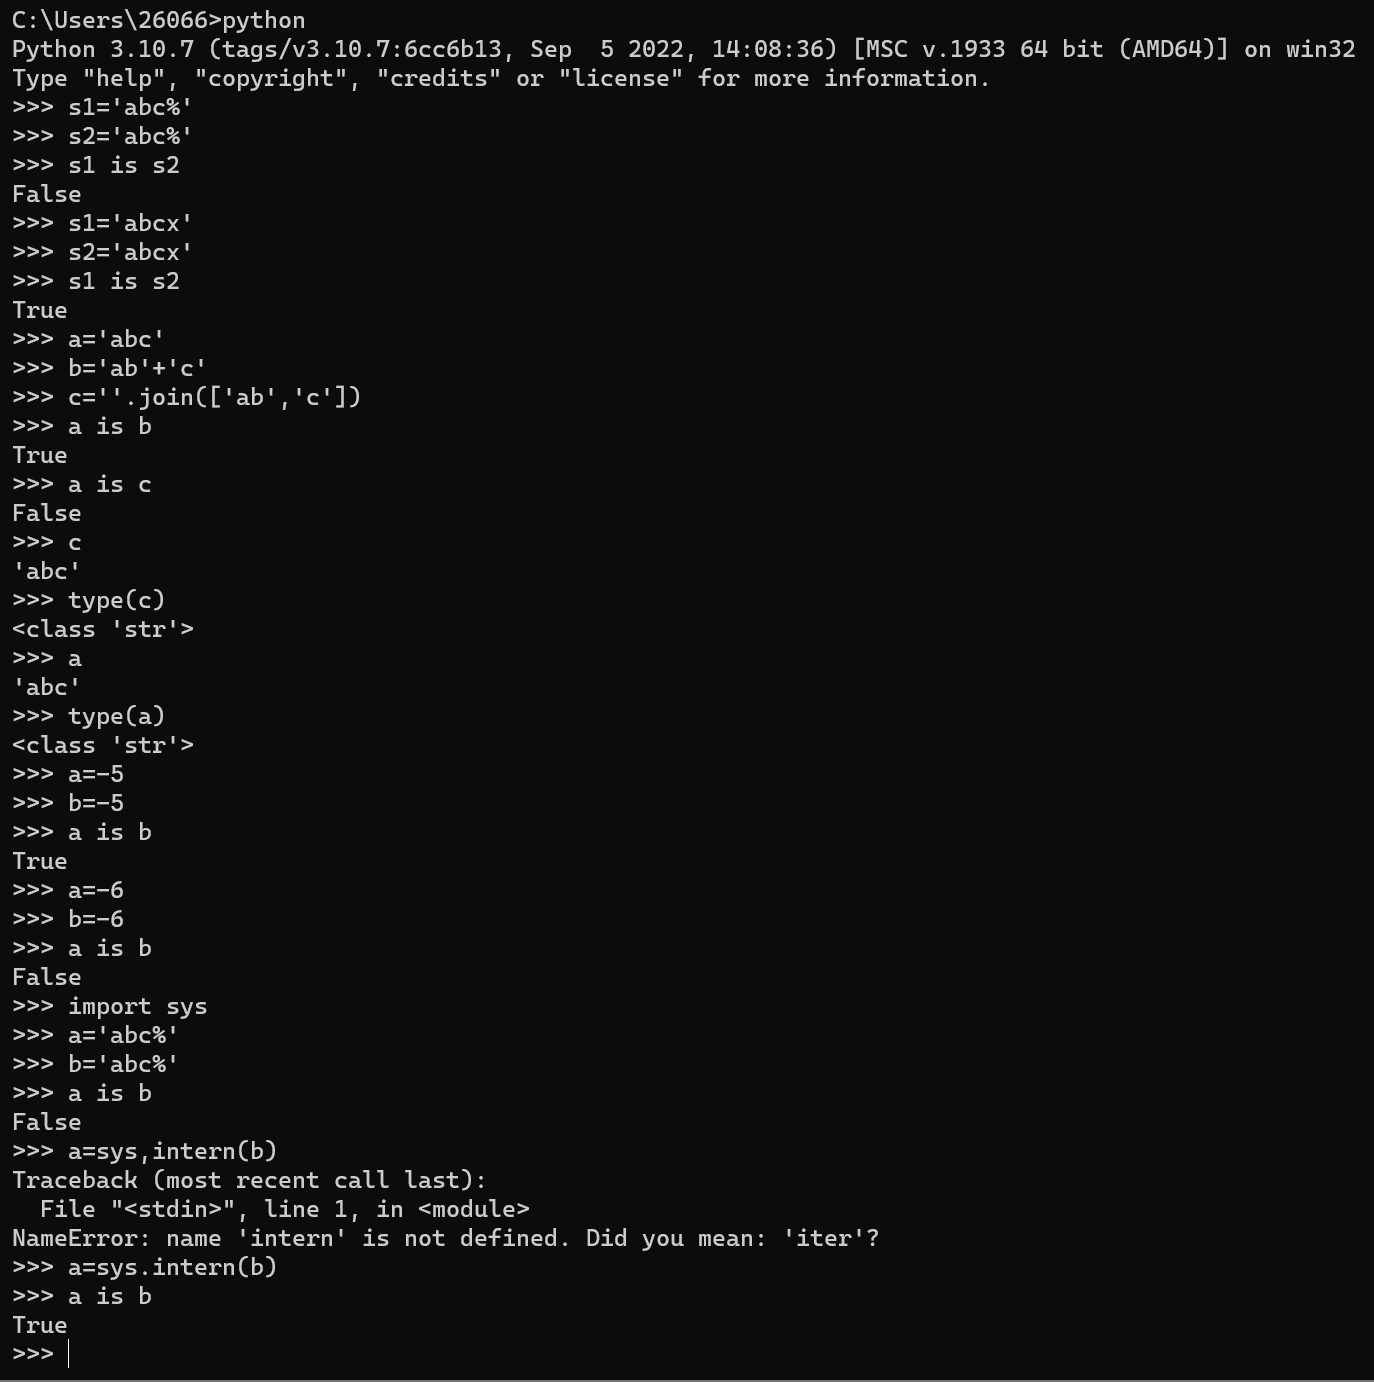 C:\Users\26066>python
Python 3.10.7 (tags/v3.10.7:6cc6b13, Sep  5 2022, 14:08:36) [MSC v.1933 64 bit (AMD64)] on win32
Type "help", "copyright", "credits" or "license" for more information.
>>> s1='abc%'
>>> s2='abc%'
>>> s1 is s2
False
>>> s1='abcx'
>>> s2='abcx'
>>> s1 is s2
True
>>> a='abc'
>>> b='ab'+'c'
>>> c=''.join(['ab','c'])
>>> a is b
True
>>> a is c
False
>>> c
'abc'
>>> type(c)
<class 'str'>
>>> a
'abc'
>>> type(a)
<class 'str'>
>>> a=-5
>>> b=-5
>>> a is b
True
>>> a=-6
>>> b=-6
>>> a is b
False
>>> import sys
>>> a='abc%'
>>> b='abc%'
>>> a is b
False
>>> a=sys,intern(b)
Traceback (most recent call last):
  File "<stdin>", line 1, in <module>
NameError: name 'intern' is not defined. Did you mean: 'iter'?
>>> a=sys.intern(b)
>>> a is b
True
>>>